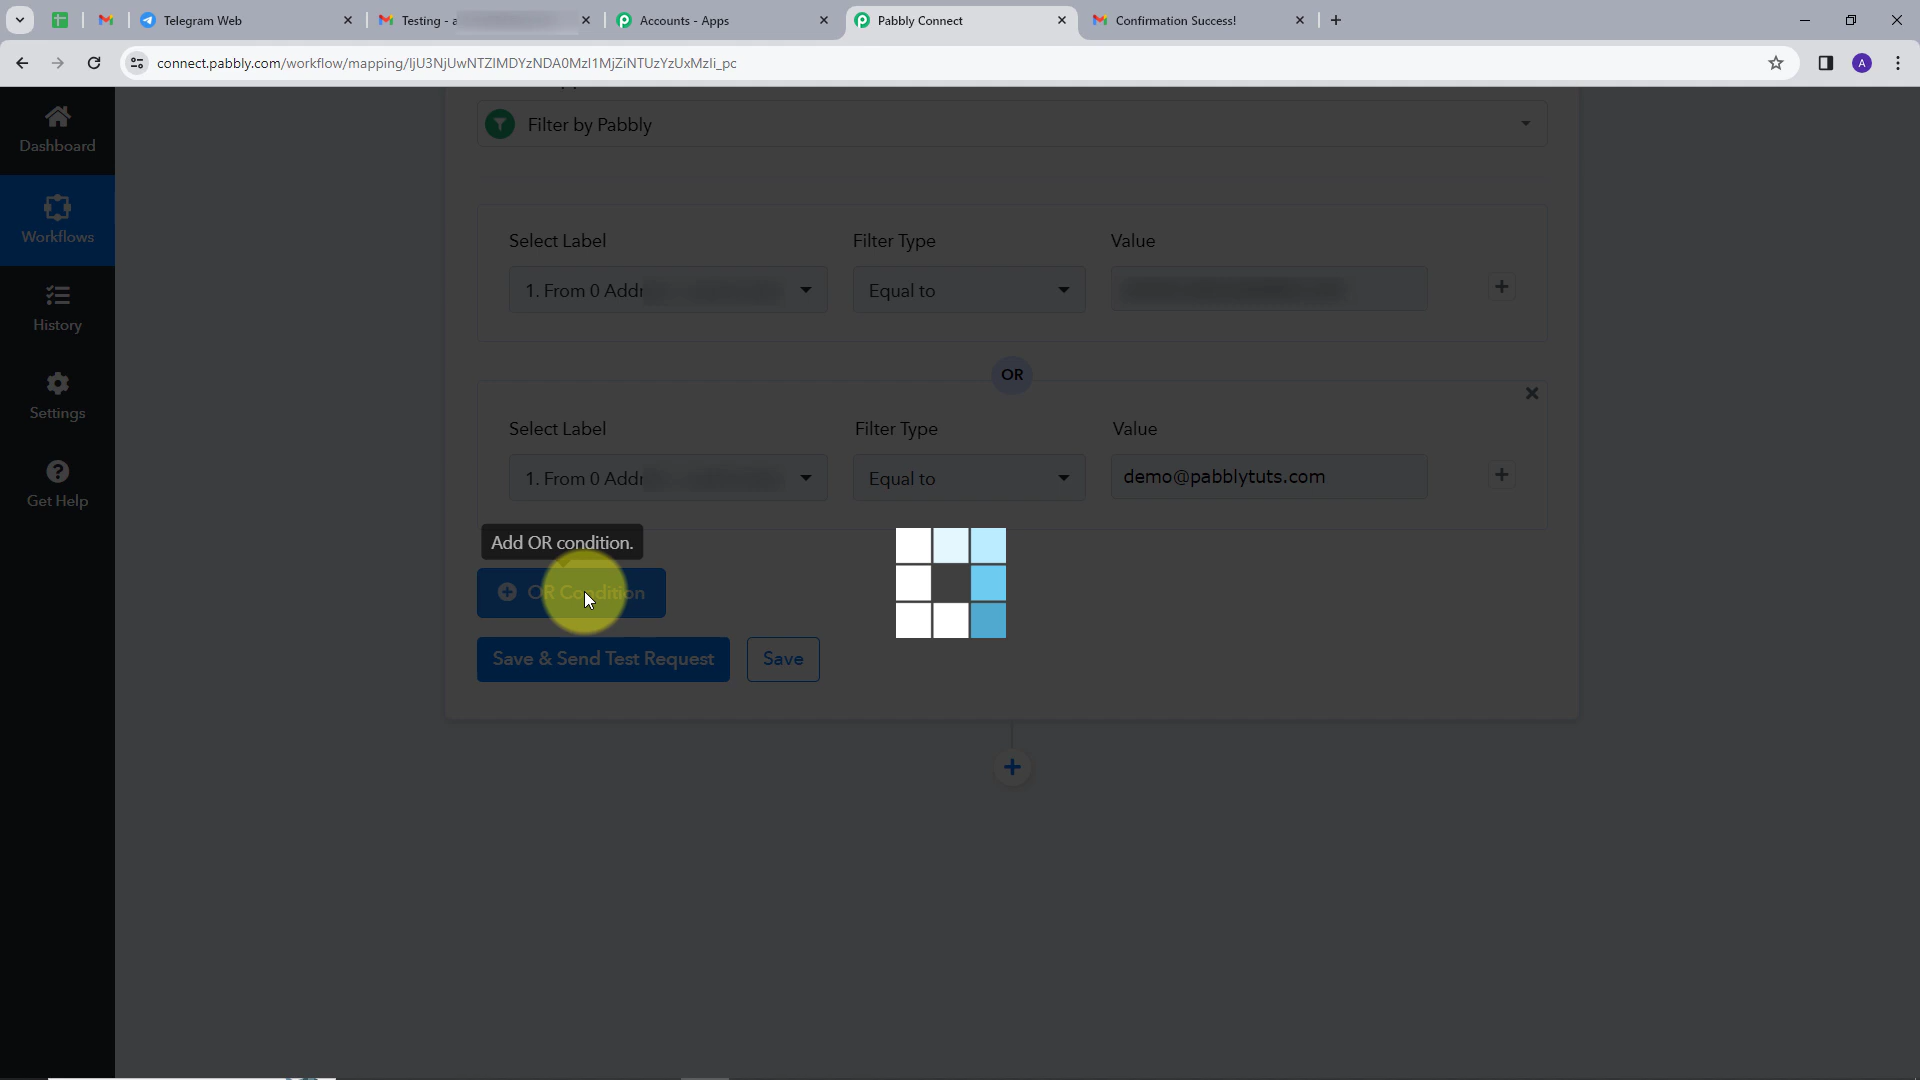 Telegram Web
Testing - a
Accounts - Apps
Pabbly Connect
Confirmation Success!
connect.pabbly.com/workflow/mapping/IjU3NjUwNTZlMDYzNDA0MzI1MjZiNTUzYzUxMzIi_pc
A
Dashboard
Workflows
History
Settings
Get Help
Filter by Pabbly
Select Label
Filter Type
Value
1. From 0 Addr
Equal to
OR
Select Label
Filter Type
Value
1. From 0 Addr
Equal to
demo@pabblytuts.com
Add OR condition.
OR Condition
Save & Send Test Request
Save